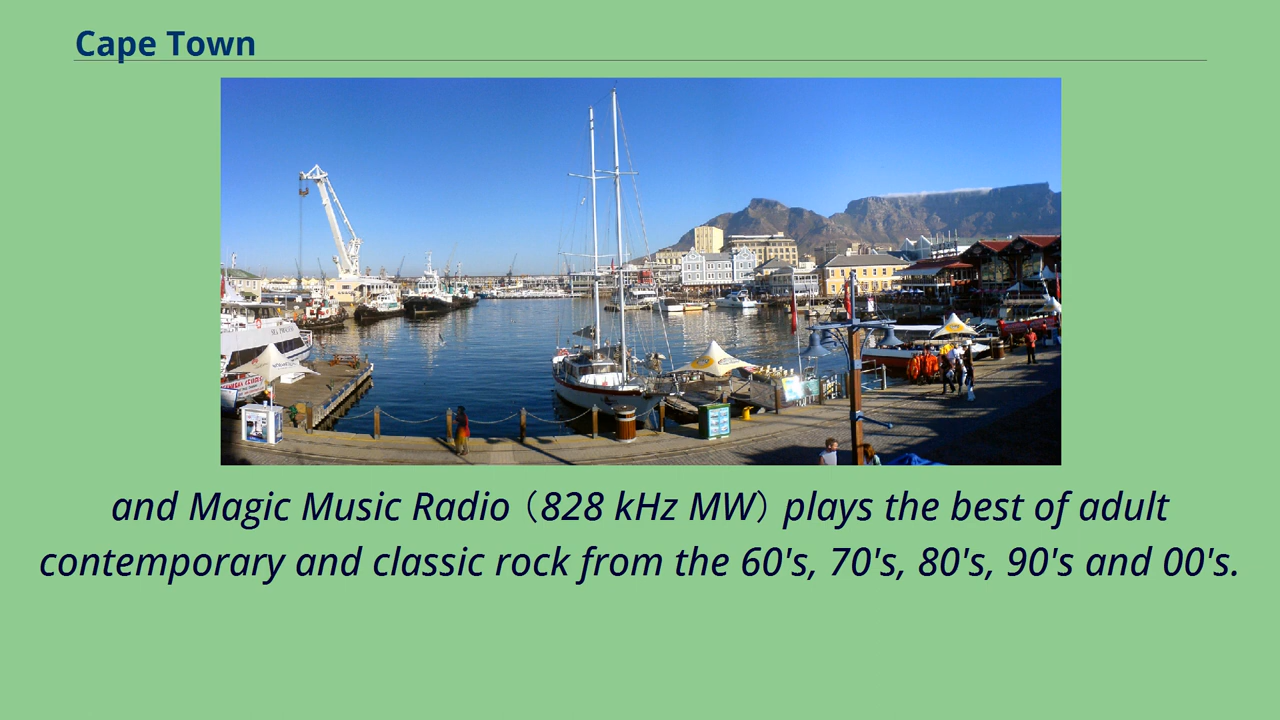 Cape Town
and Magic Music Radio（828 kHz MW）plays the best of adult
contemporary and classic rock from the 60's, 70's, 80's, 90's and 00's.